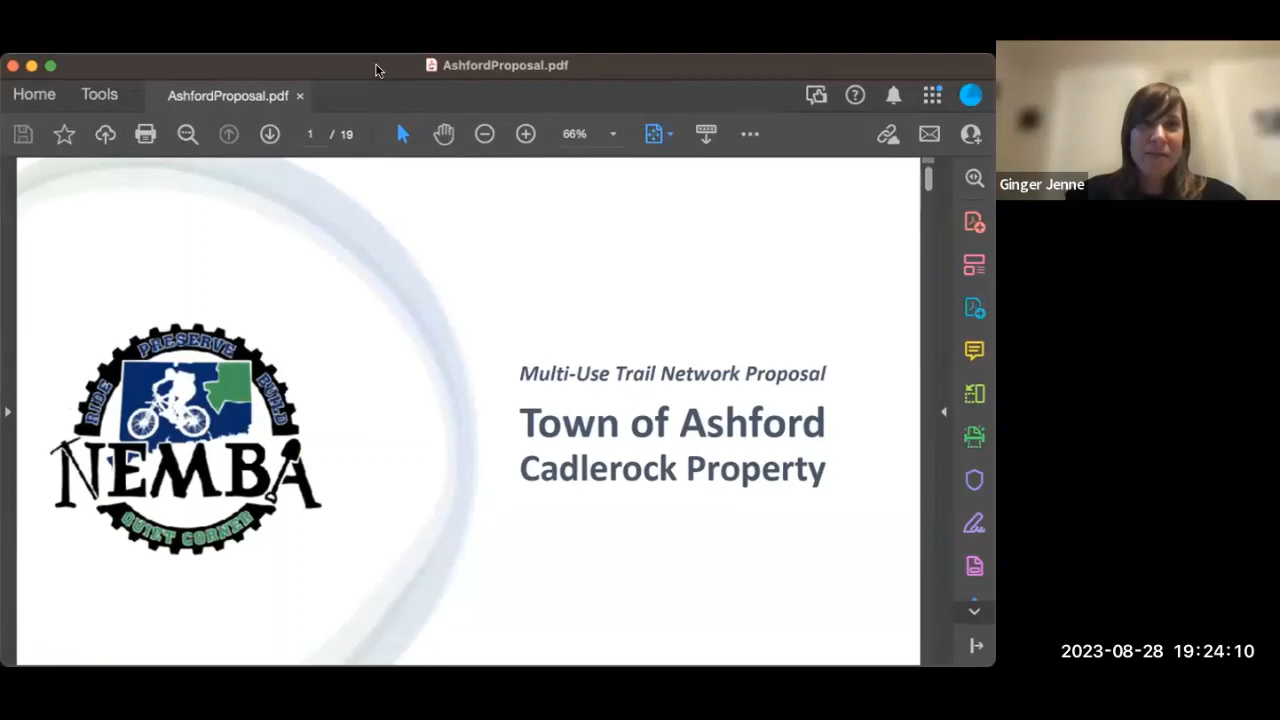 AshfordProposal.pdf
Home
Tools
AshfordProposal.pdf ×
1 / 19
66%
Ginger Jenne
RIDE PRESERVE BUILD
NEMBA
QUIET CORNER
Multi-Use Trail Network Proposal
Town of Ashford
Cadlerock Property
2023-08-28 19:24:10